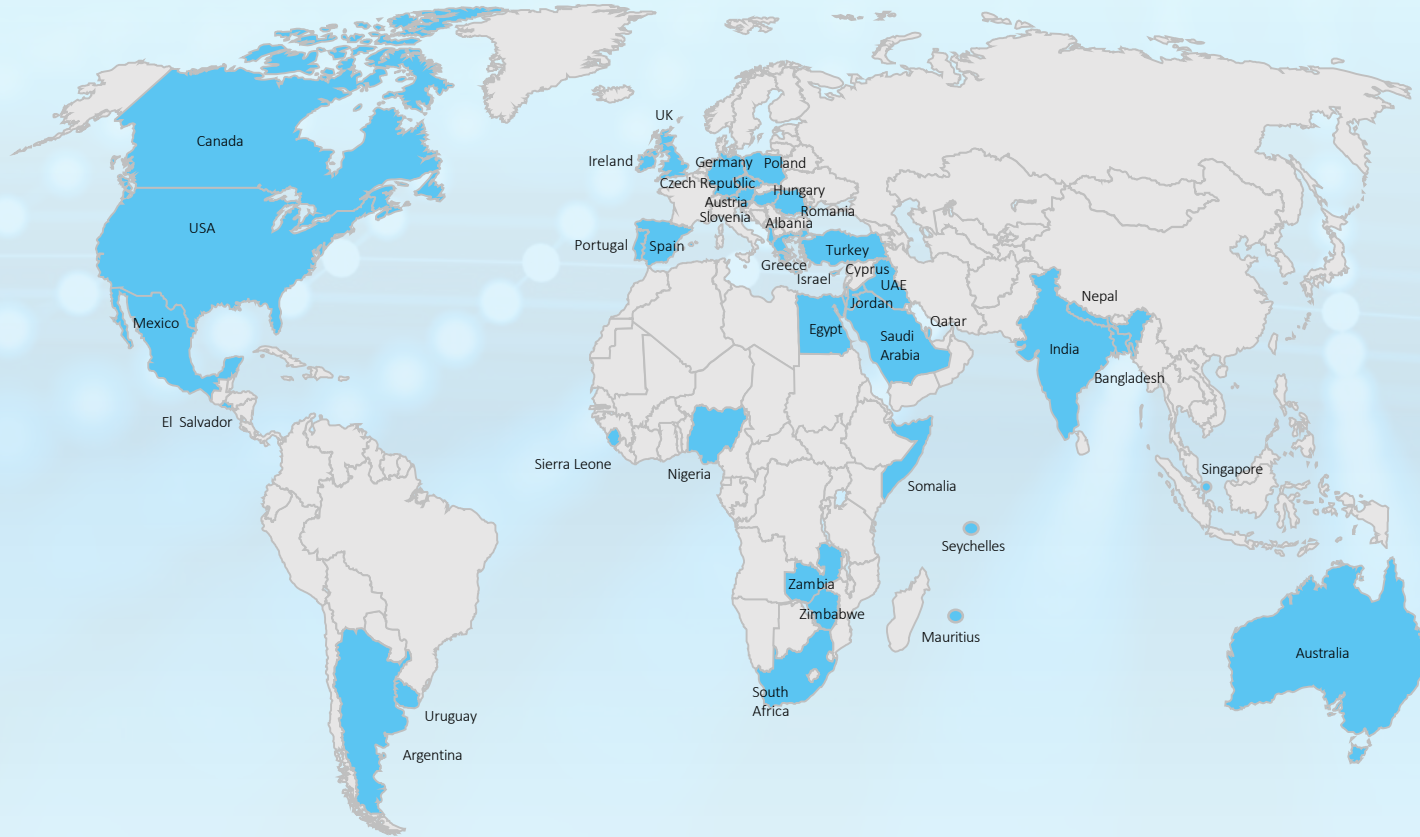 UK
Canada
Ireland
Germany
Poland
Czech Republic
Hungary
Austria
Romania
Slovenia
Albania
USA
Portugal
Spain
Turkey
Greece
Cyprus
Israel
UAE
Jordan
Nepal
Mexico
Qatar
Egypt
Saudi
Arabia
India
Bangladesh
El Salvador
Sierra Leone
Nigeria
Singapore
Somalia
Seychelles
Zambia
Zimbabwe
Mauritius
Australia
South
Africa
Uruguay
Argentina